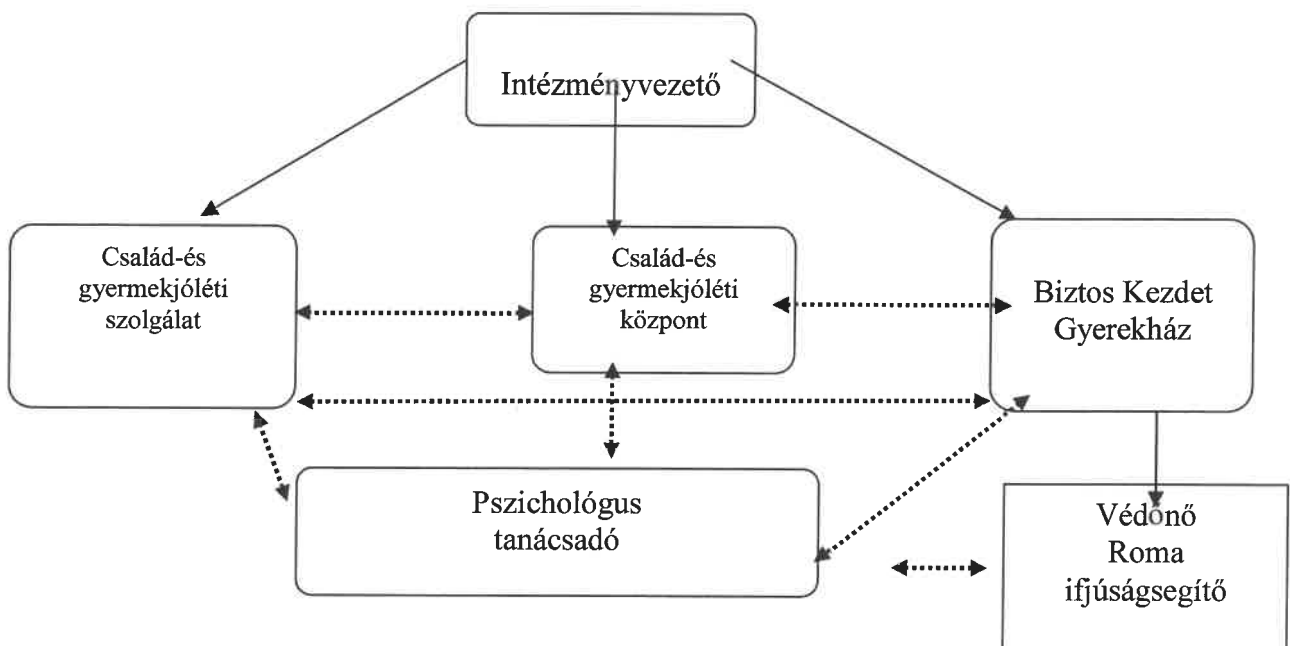 Intézményvezető
Család-és
gyermekjóléti
szolgálat
Család-és
gyermekjóléti
központ
Biztos Kezdet
Gyerekház
Pszichológus
tanácsadó
Védőnő
Roma
ifjúságsegítő